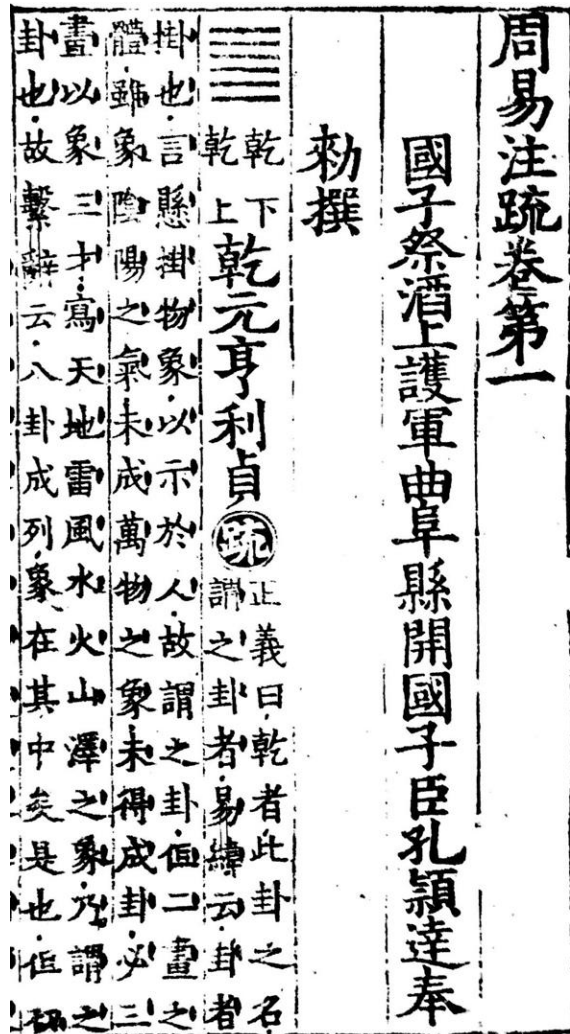 周易注疏卷第一
國子祭酒上護軍曲阜縣開國子臣孔穎達奉
勑撰
乾下
乾上
乾元亨利貞
疏
正義曰乾者此卦之名
謂之卦者易緯云卦者
掛也言懸掛物象以示於人故謂之卦但二畫之
體雖象陰陽之氣未成萬物之象未得成卦必三
畫以象三才寫天地雷風水火山澤之象乃謂之
卦也故繫辭云八卦成列象在其中矣是也但初